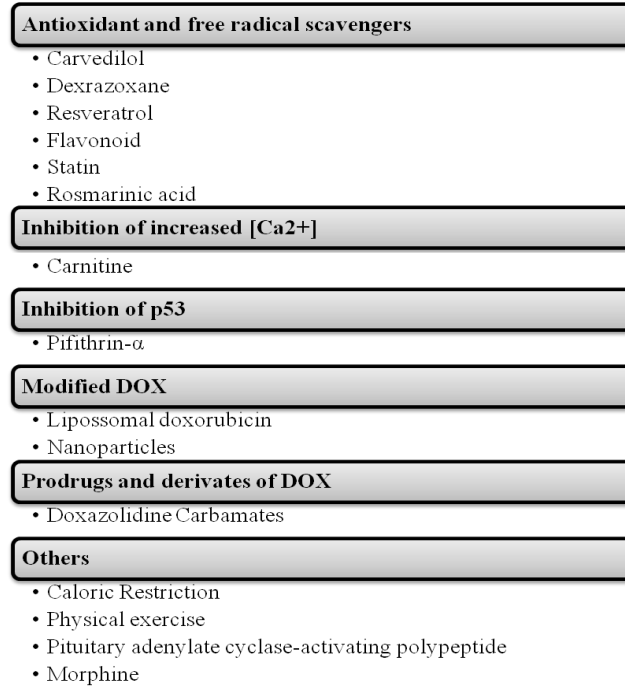 Antioxidant and free radical scavengers
• Carvedilol
• Dexrazoxane
• Resveratrol
• Flavonoid
• Statin
• Rosmarinic acid
Inhibition of increased [Ca2+]
• Carnitine
Inhibition of p53
• Pifithrin-α
Modified DOX
• Lipossomal doxorubicin
• Nanoparticles
Prodrugs and derivates of DOX
• Doxazolidine Carbamates
Others
• Caloric Restriction
• Physical exercise
• Pituitary adenylate cyclase-activating polypeptide
• Morphine